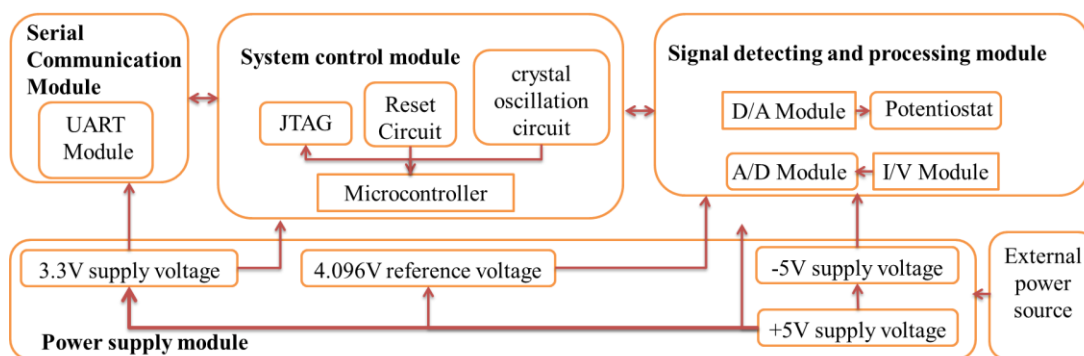 Serial
Communication
Module
UART
Module
System control module
JTAG
Reset
Circuit
crystal
oscillation
circuit
Microcontroller
Signal detecting and processing module
D/A Module
Potentiostat
A/D Module
I/V Module
3.3V supply voltage
4.096V reference voltage
-5V supply voltage
+5V supply voltage
Power supply module
External
power
source